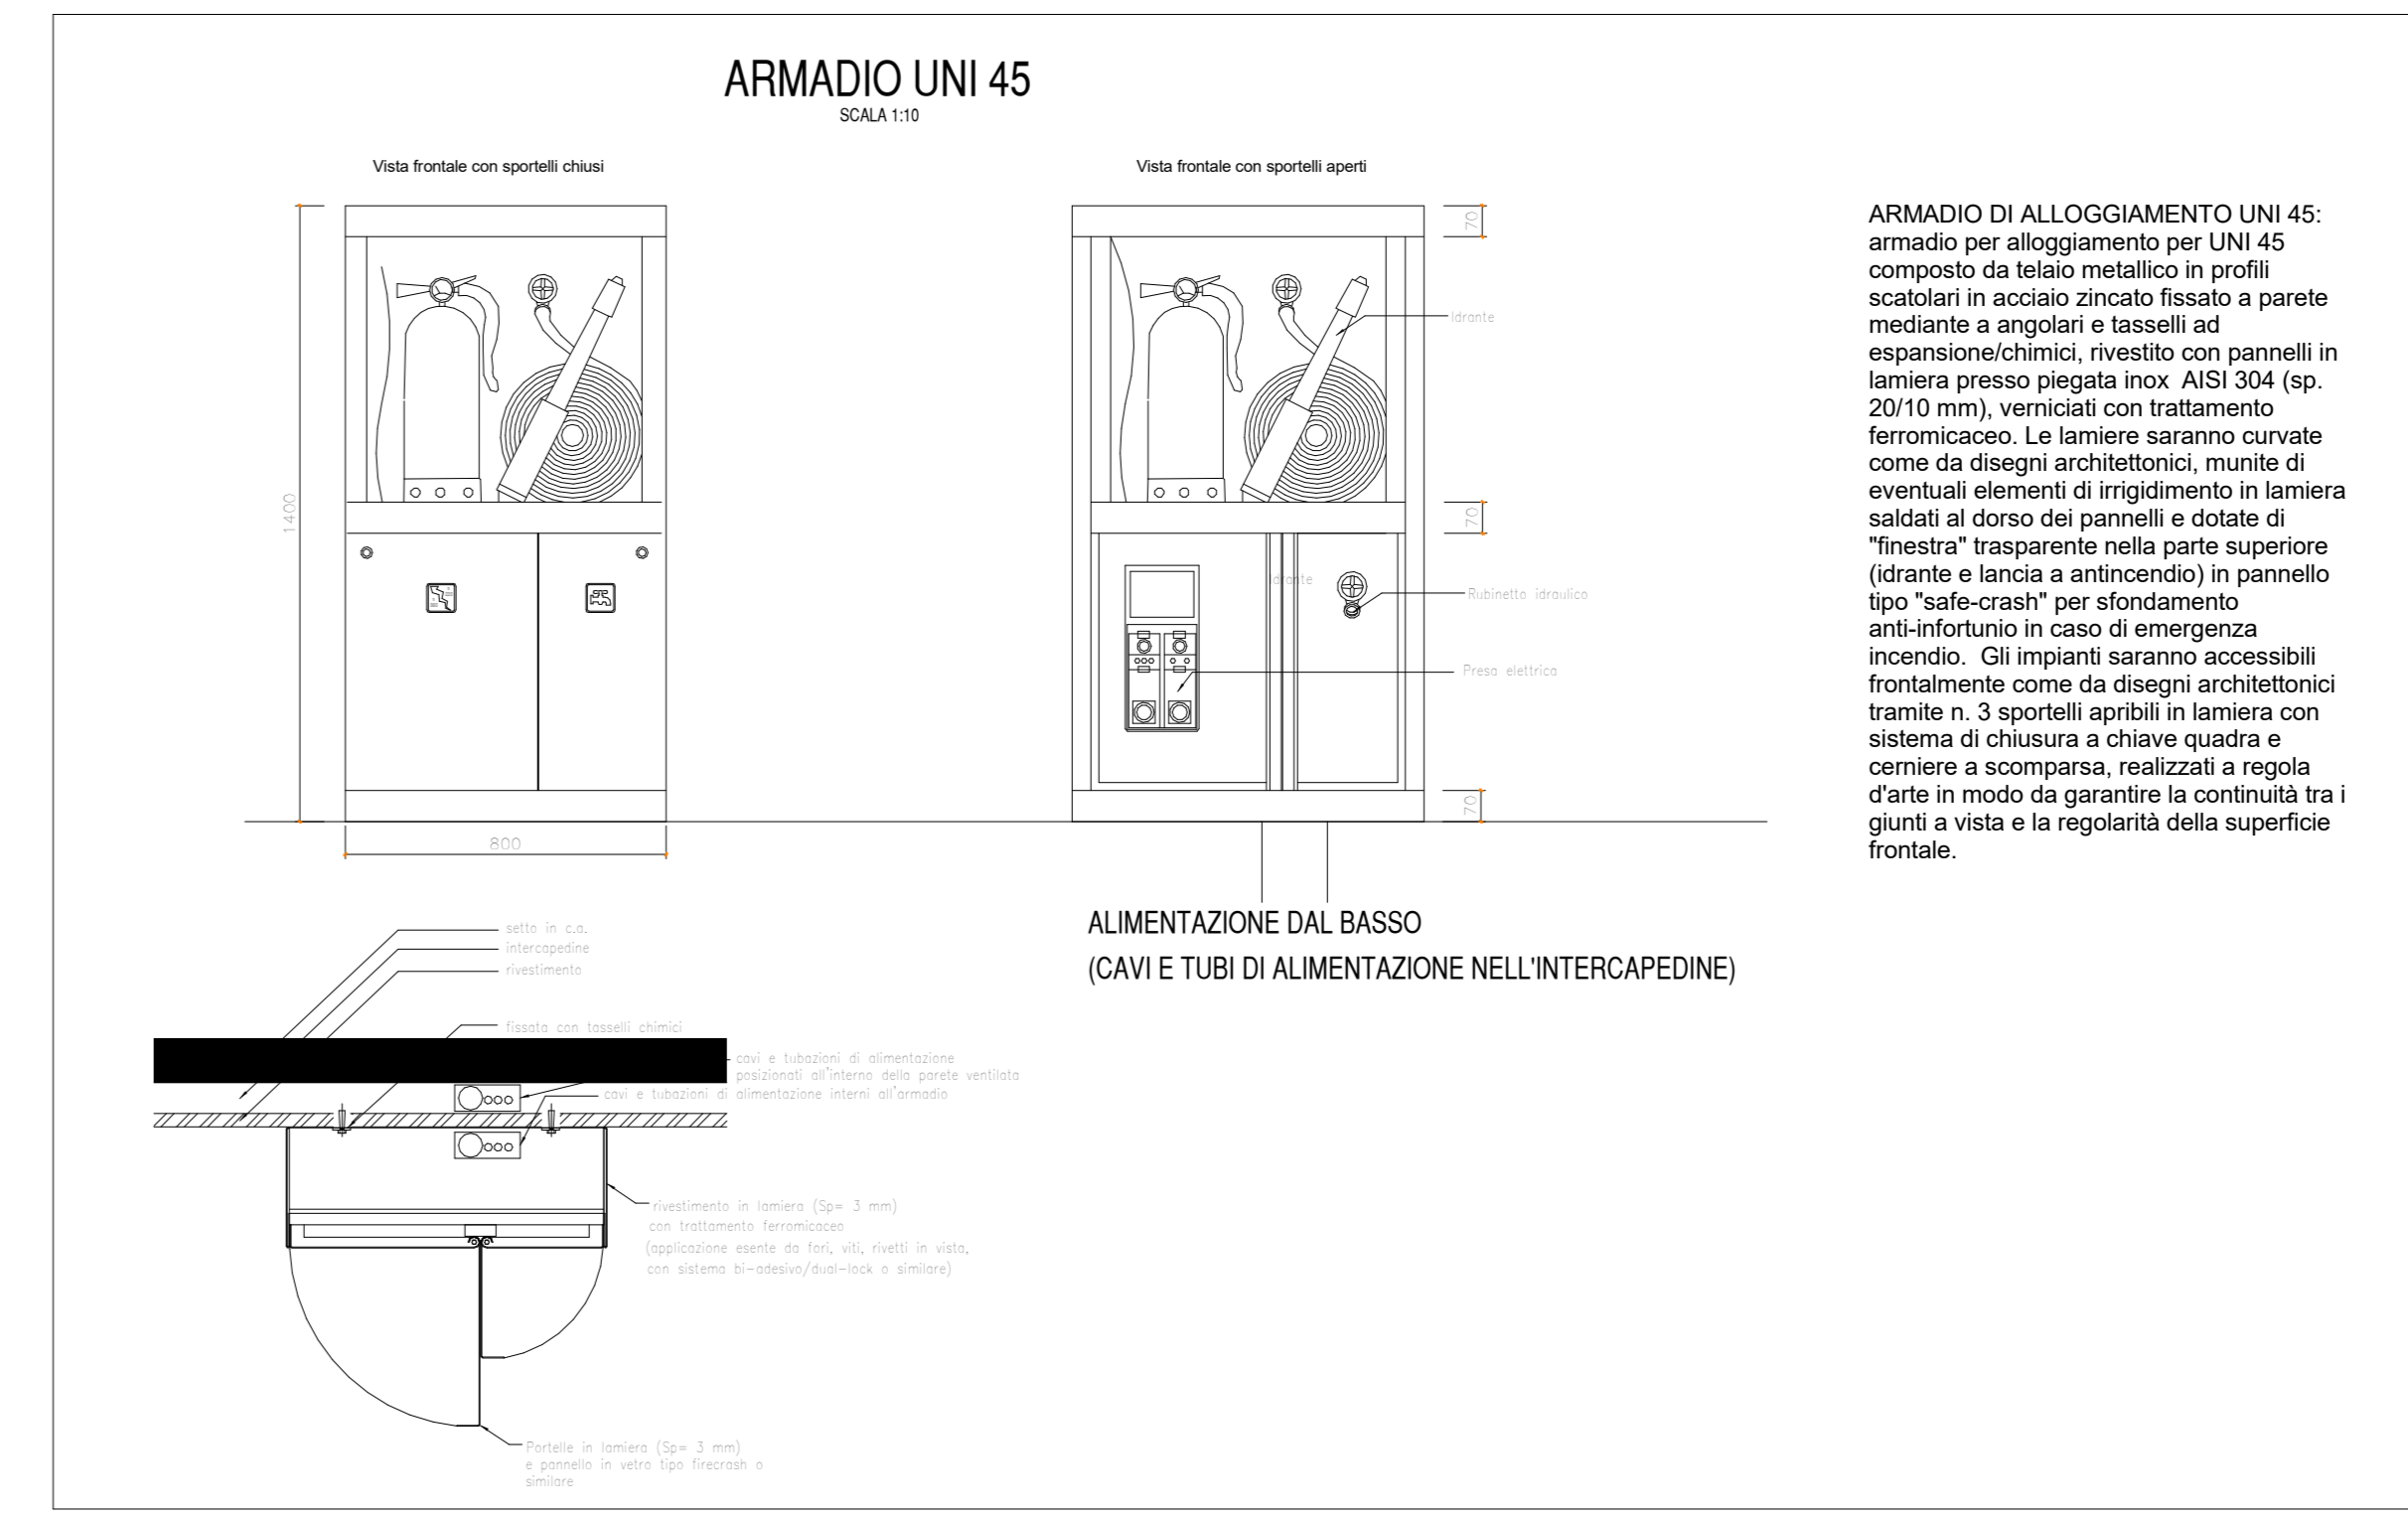 ARMADIO UNI 45
SCALA 1:10
Vista frontale con sportelli chiusi
Vista frontale con sportelli aperti
1400
800
70
70
70
Idrante
Idrante
Rubinetto idraulico
Presa elettrica
ALIMENTAZIONE DAL BASSO
(CAVI E TUBI DI ALIMENTAZIONE NELL'INTERCAPEDINE)
ARMADIO DI ALLOGGIAMENTO UNI 45:
armadio per alloggiamento per UNI 45
composto da telaio metallico in profili
scatolari in acciaio zincato fissato a parete
mediante a angolari e tasselli ad
espansione/chimici, rivestito con pannelli in
lamiera presso piegata inox  AISI 304 (sp.
20/10 mm), verniciati con trattamento
ferromicaceo. Le lamiere saranno curvate
come da disegni architettonici, munite di
eventuali elementi di irrigidimento in lamiera
saldati al dorso dei pannelli e dotate di
"finestra" trasparente nella parte superiore
(idrante e lancia a antincendio) in pannello
tipo "safe-crash" per sfondamento
anti-infortunio in caso di emergenza
incendio.  Gli impianti saranno accessibili
frontalmente come da disegni architettonici
tramite n. 3 sportelli apribili in lamiera con
sistema di chiusura a chiave quadra e
cerniere a scomparsa, realizzati a regola
d'arte in modo da garantire la continuità tra i
giunti a vista e la regolarità della superficie
frontale.
setto in c.a.
intercapedine
rivestimento
fissata con tasselli chimici
cavi e tubazioni di alimentazione
posizionati all'interno della parete ventilata
cavi e tubazioni di alimentazione interni all'armadio
rivestimento in lamiera (Sp= 3 mm)
con trattamento ferromicaceo
(applicazione esente da fori, viti, rivetti in vista,
con sistema bi-adesivo/dual-lock o similare)
Portelle in lamiera (Sp= 3 mm)
e pannello in vetro tipo firecrash o
similare